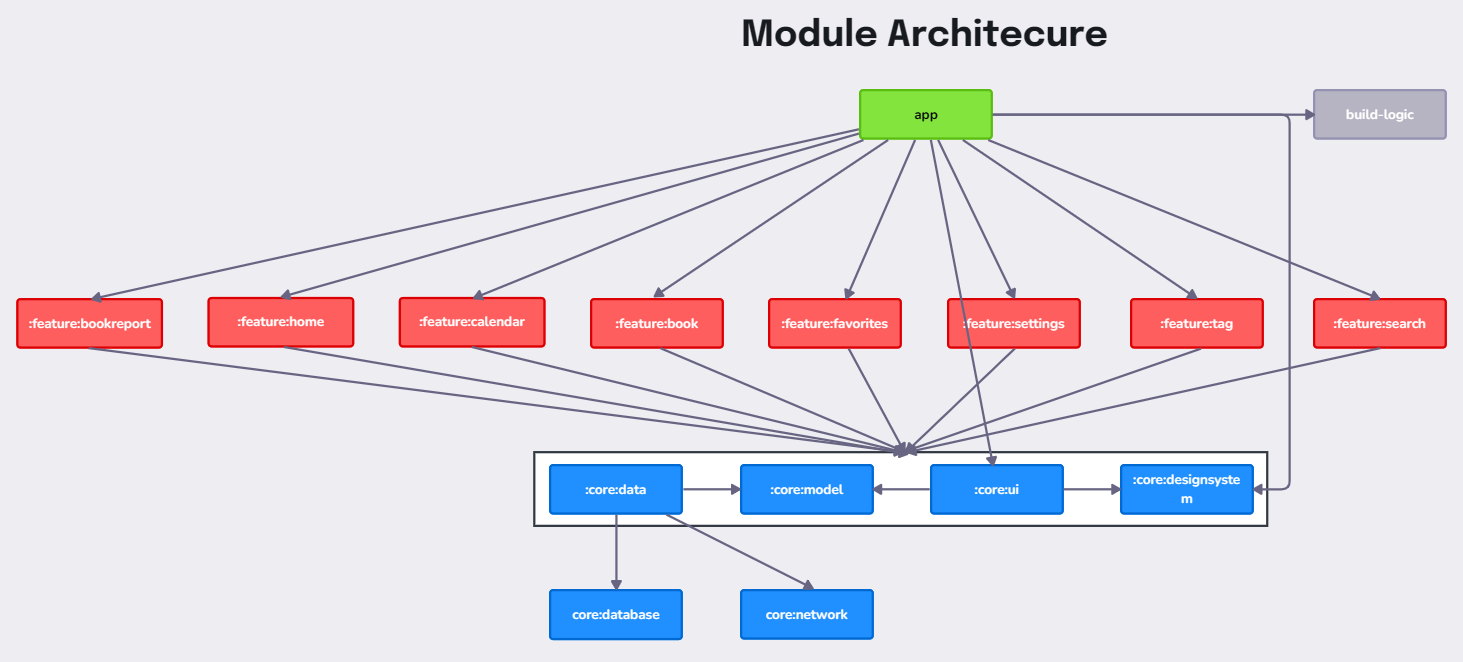 Module Architecure
app
build-logic
:feature:bookreport
:feature:home
:feature:calendar
:feature:book
:feature:favorites
:feature:settings
:feature:tag
:feature:search
:core:data
:core:model
:core:ui
:core:designsyste
m
core:database
core:network